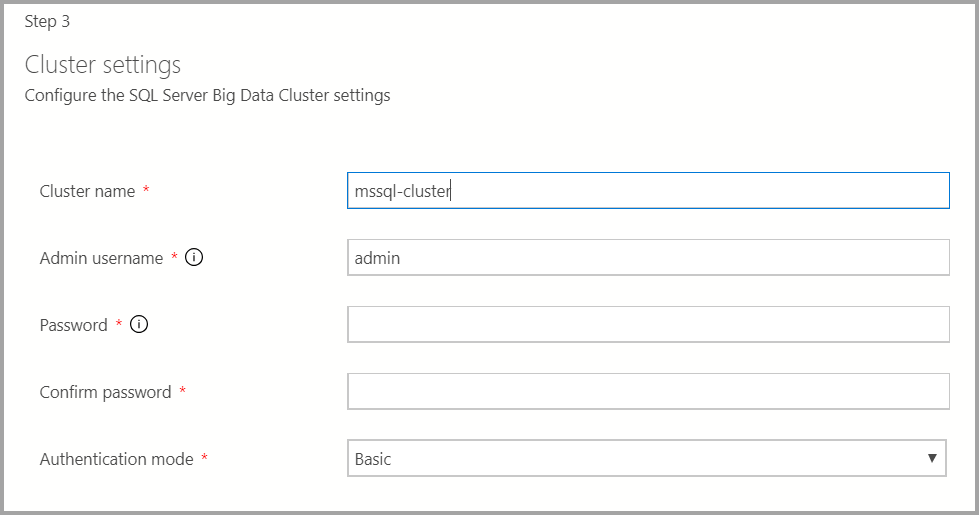 Step 3
Cluster settings
Configure the SQL Server Big Data Cluster settings
Cluster name * mssql-cluster
Admin username * admin
Password *
Confirm password *
Authentication mode * Basic